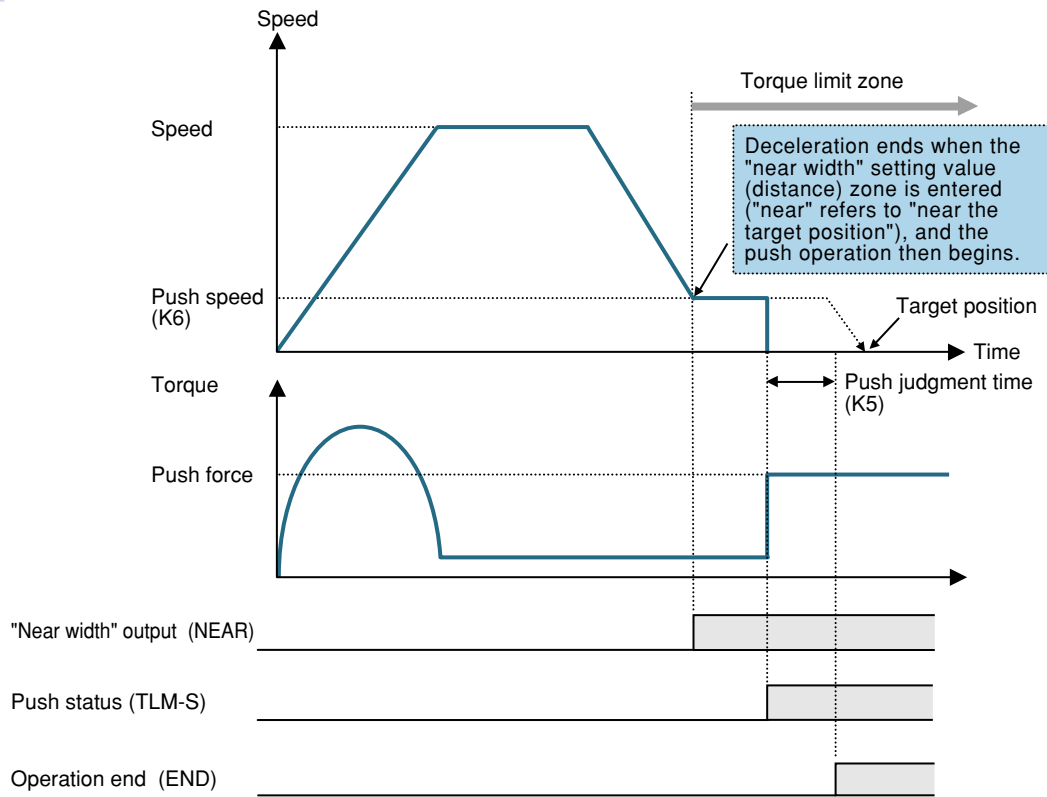 Speed
Torque limit zone
Speed
Deceleration ends when the
"near width" setting value
(distance) zone is entered
("near" refers to "near the
target position"), and the
push operation then begins.
Push speed
(K6)
Target position
Time
Torque
Push judgment time
(K5)
Push force
"Near width" output (NEAR)
Push status (TLM-S)
Operation end (END)